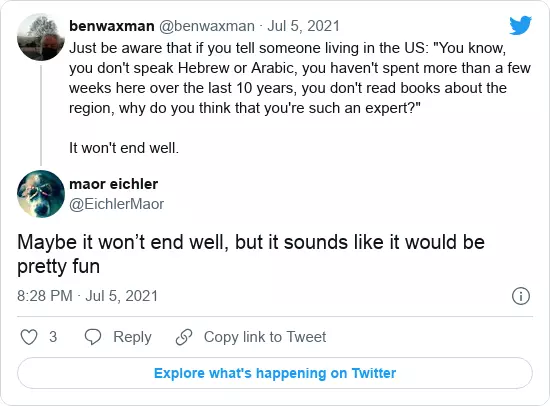 benwaxman @benwaxman · Jul 5, 2021
Just be aware that if you tell someone living in the US: "You know,
you don't speak Hebrew or Arabic, you haven't spent more than a few
weeks here over the last 10 years, you don't read books about the
region, why do you think that you're such an expert?"
It won't end well.
maor eichler
@EichlerMaor
Maybe it won’t end well, but it sounds like it would be
pretty fun
8:28 PM · Jul 5, 2021
3 Reply Copy link to Tweet
Explore what's happening on Twitter